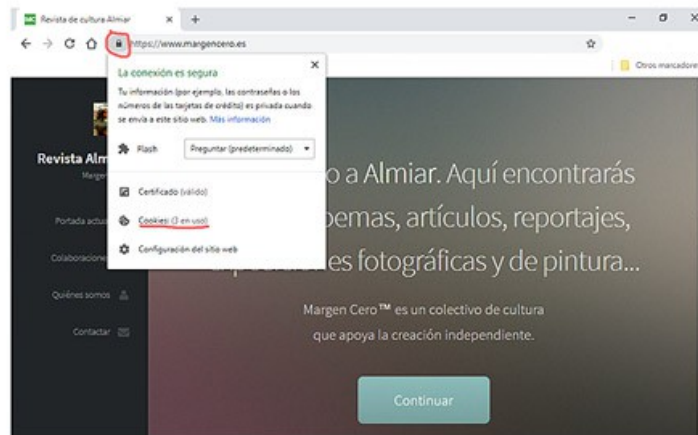 Revista de cultura Almiar
https://www.margencero.es
Otros marcadores
La conexión es segura
Tu información (por ejemplo, las contraseñas o los
números de las tarjetas de crédito) es privada cuando
se envía a este sitio web. Más información
Flash
Preguntar (predeterminado)
Certificado (válido)
Cookies (3 en uso)
Configuración del sitio web
Revista Alm
Margen
Portada actua
Colaboracione
Quiénes somos
Contactar
o a Almiar. Aquí encontrarás
oemas, artículos, reportajes,
es fotográficas y de pintura...
Margen Cero™ es un colectivo de cultura
que apoya la creación independiente.
Continuar